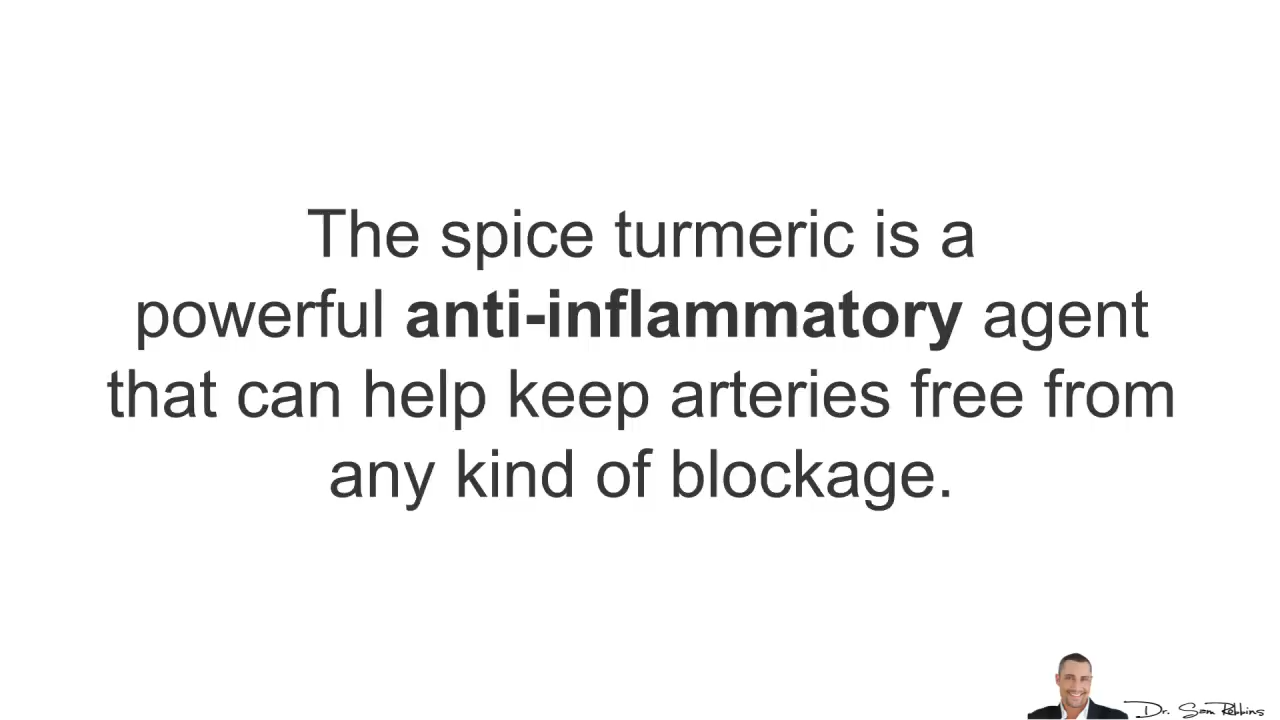 The spice turmeric is a
powerful anti-inflammatory agent
that can help keep arteries free from
any kind of blockage.
Dr. Sam Robbins